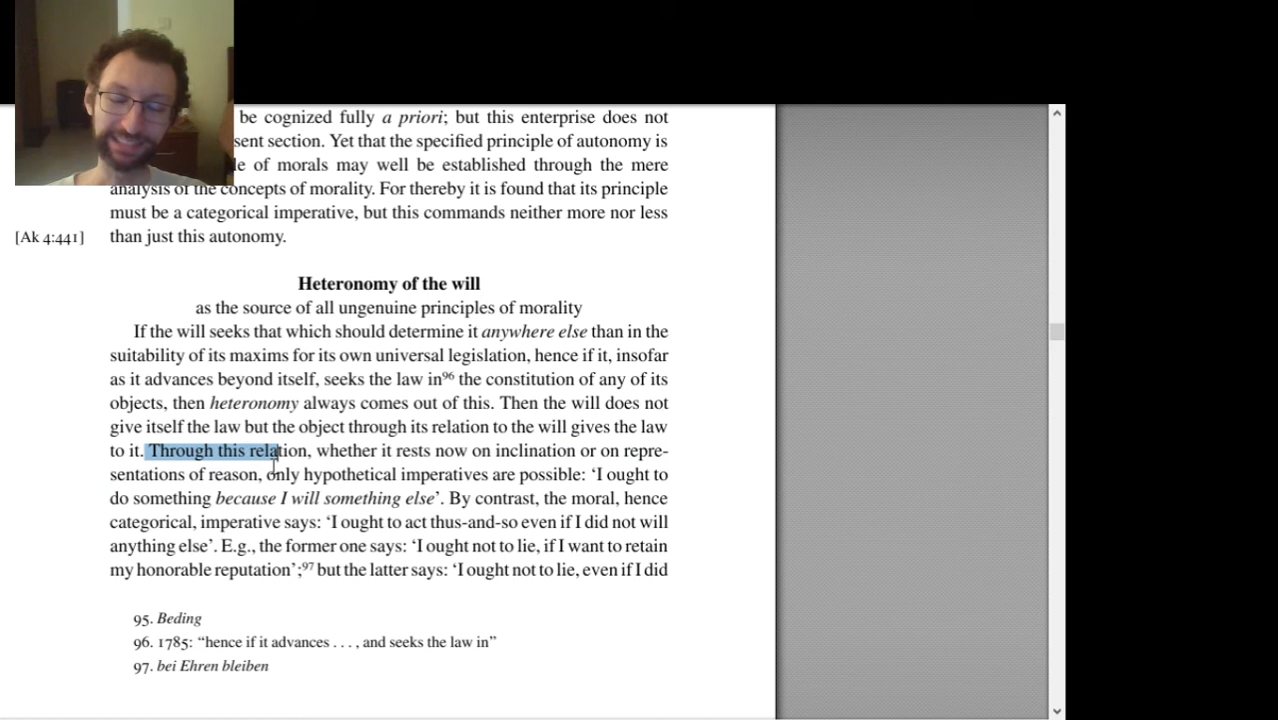 be cognized fully a priori; but this enterprise does not
sent section. Yet that the specified principle of autonomy is
le of morals may well be established through the mere
analysis of the concepts of morality. For thereby it is found that its principle
must be a categorical imperative, but this commands neither more nor less
[Ak 4:441] than just this autonomy.
Heteronomy of the will
as the source of all ungenuine principles of morality
If the will seeks that which should determine it anywhere else than in the
suitability of its maxims for its own universal legislation, hence if it, insofar
as it advances beyond itself, seeks the law in⁹⁶ the constitution of any of its
objects, then heteronomy always comes out of this. Then the will does not
give itself the law but the object through its relation to the will gives the law
to it. Through this relation, whether it rests now on inclination or on repre-
sentations of reason, only hypothetical imperatives are possible: ‘I ought to
do something because I will something else’. By contrast, the moral, hence
categorical, imperative says: ‘I ought to act thus-and-so even if I did not will
anything else’. E.g., the former one says: ‘I ought not to lie, if I want to retain
my honorable reputation’;⁹⁷ but the latter says: ‘I ought not to lie, even if I did
95. Beding
96. 1785: “hence if it advances . . . , and seeks the law in”
97. bei Ehren bleiben